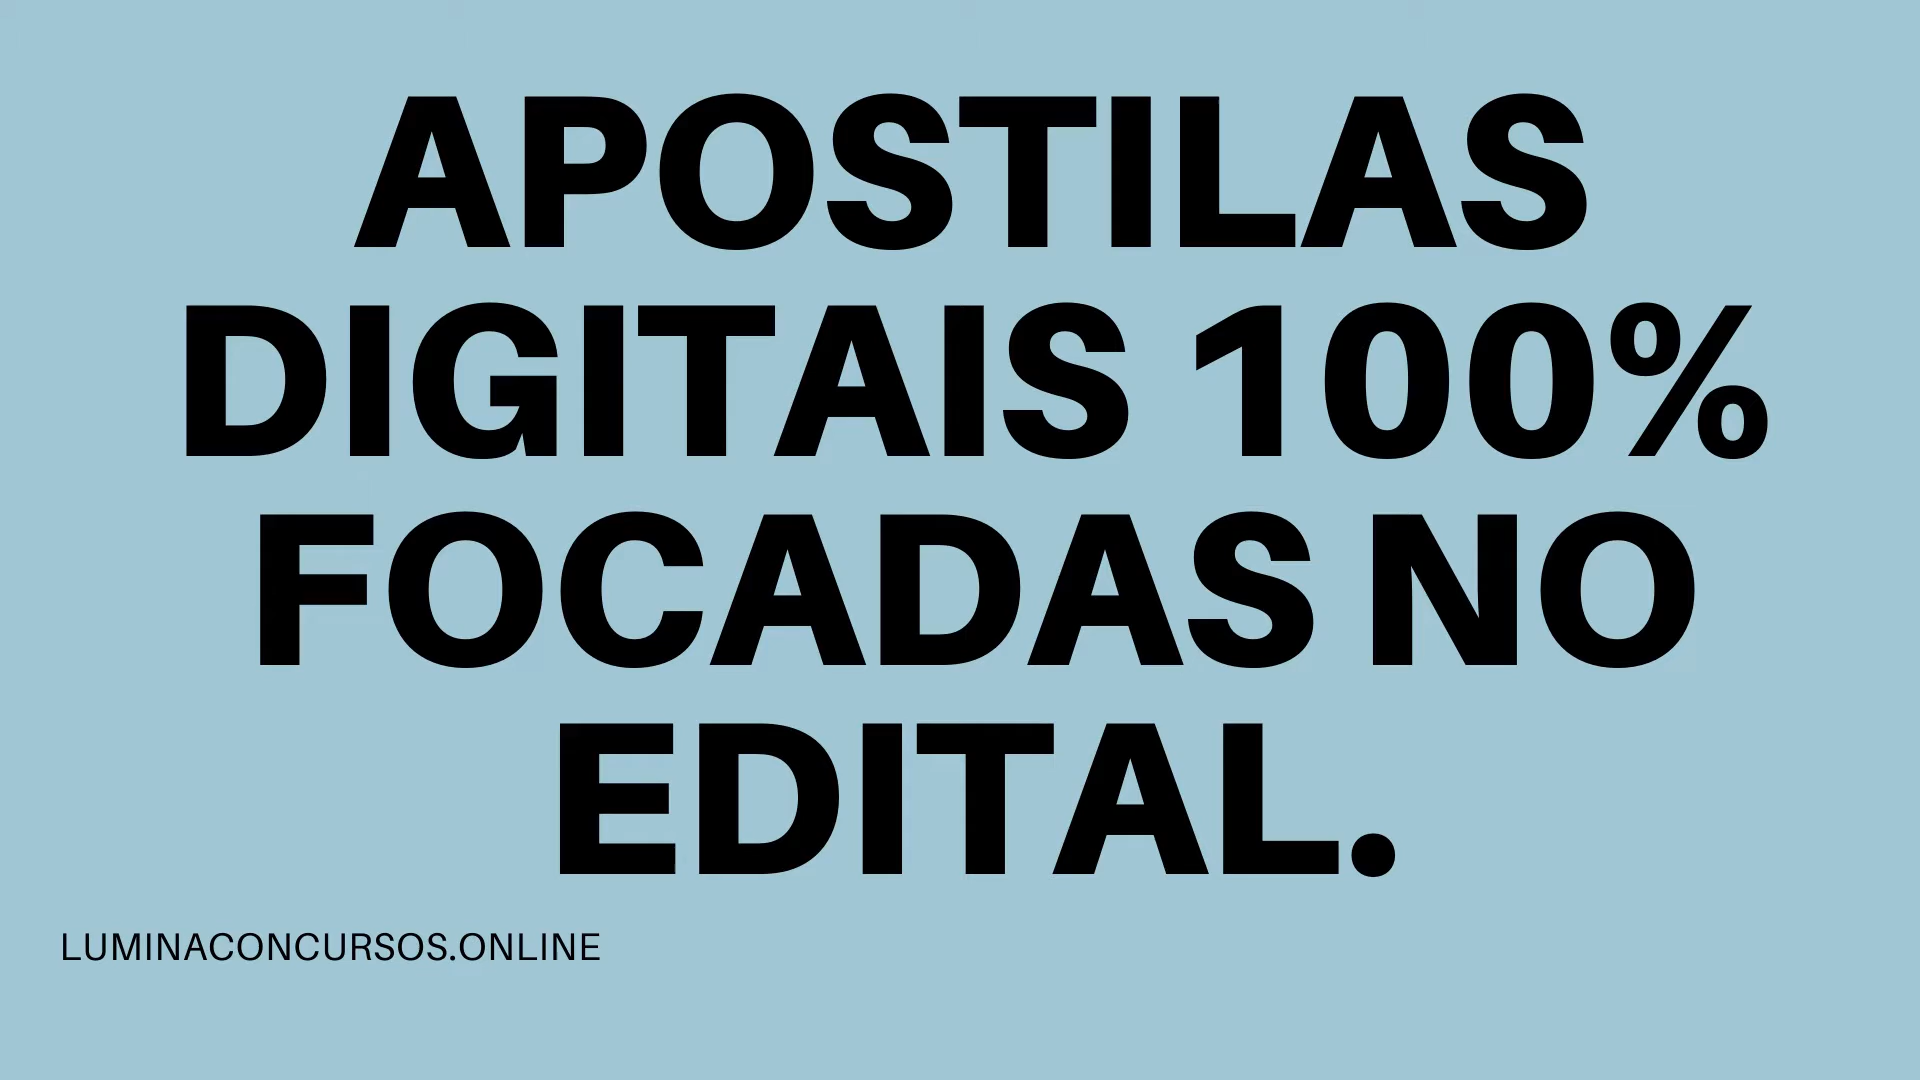 APOSTILAS
DIGITAIS 100%
FOCADAS NO
EDITAL.
LUMINACONCURSOS.ONLINE